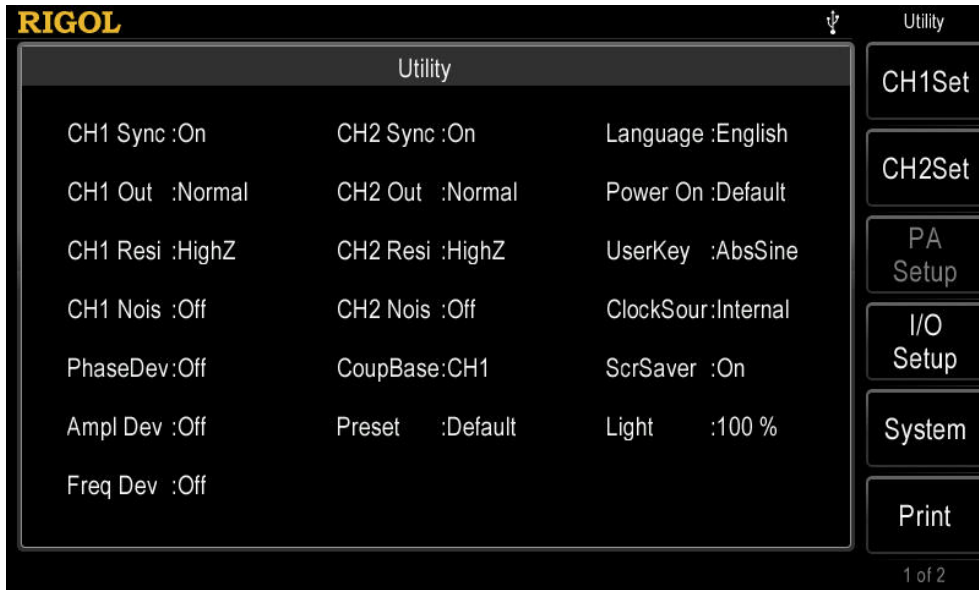 RIGOL
Utility
Utility
CH1 Sync :On CH2 Sync :On Language :English
CH1 Out :Normal CH2 Out :Normal Power On :Default
CH1 Resi :HighZ CH2 Resi :HighZ UserKey :AbsSine
CH1 Nois :Off CH2 Nois :Off ClockSour:Internal
PhaseDev:Off CoupBase:CH1 ScrSaver :On
Ampl Dev :Off Preset :Default Light :100 %
Freq Dev :Off
CH1Set
CH2Set
PA
Setup
I/O
Setup
System
Print
1 of 2